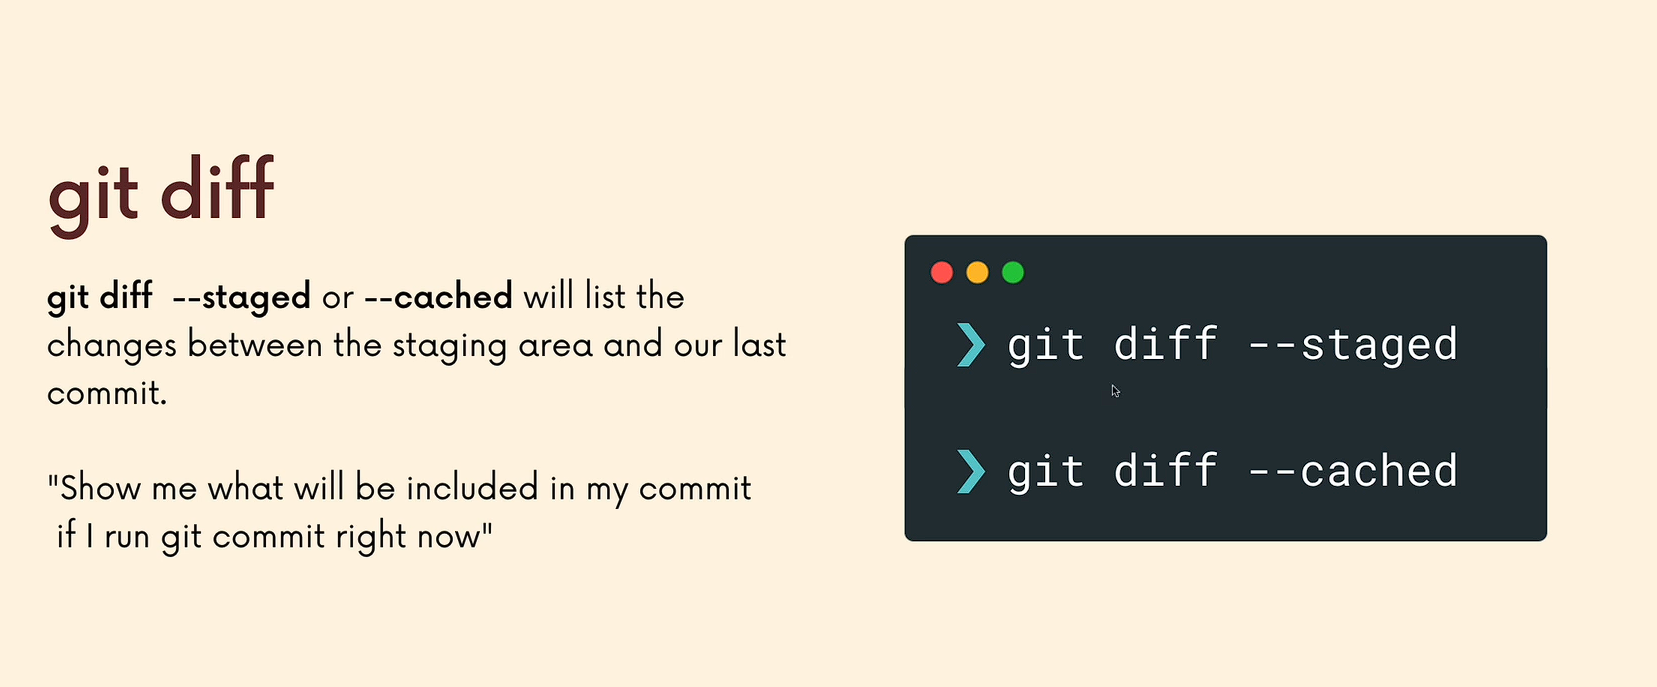 git diff
git diff  --staged or --cached will list the
changes between the staging area and our last
commit.
"Show me what will be included in my commit
if I run git commit right now"
❯ git diff --staged
❯ git diff --cached